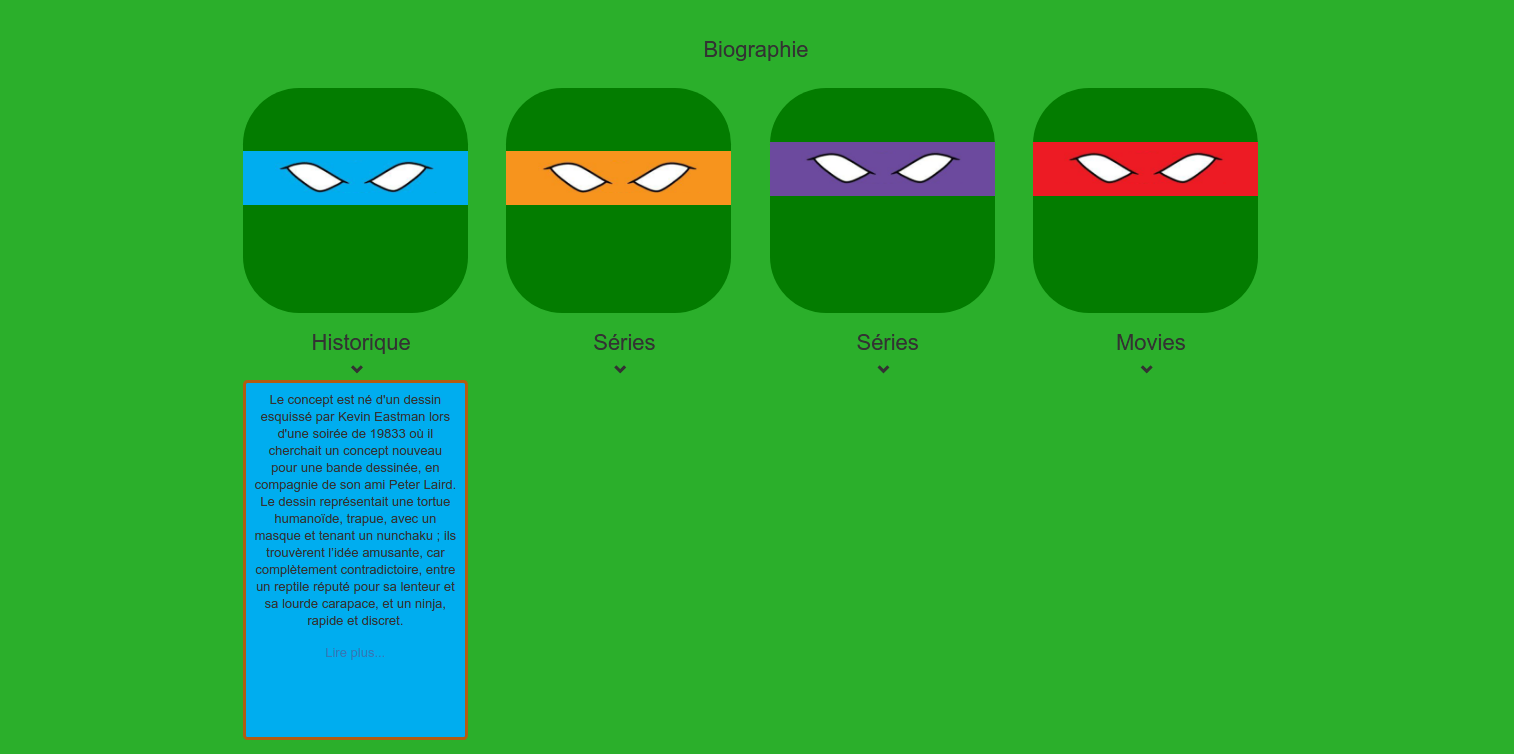 Biographie
Historique
Séries
Séries
Movies
Le concept est né d'un dessin
esquissé par Kevin Eastman lors
d'une soirée de 19833 où il
cherchait un concept nouveau
pour une bande dessinée, en
compagnie de son ami Peter Laird.
Le dessin représentait une tortue
humanoïde, trapue, avec un
masque et tenant un nunchaku ; ils
trouvèrent l'idée amusante, car
complètement contradictoire, entre
un reptile réputé pour sa lenteur et
sa lourde carapace, et un ninja,
rapide et discret.
Lire plus...